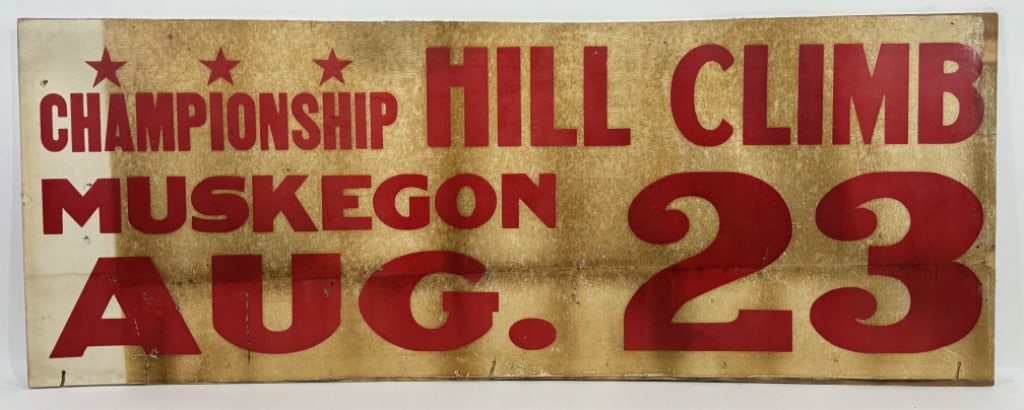 CHAMPIONSHIP HILL CLIMB
MUSKEGON
AUG. 23